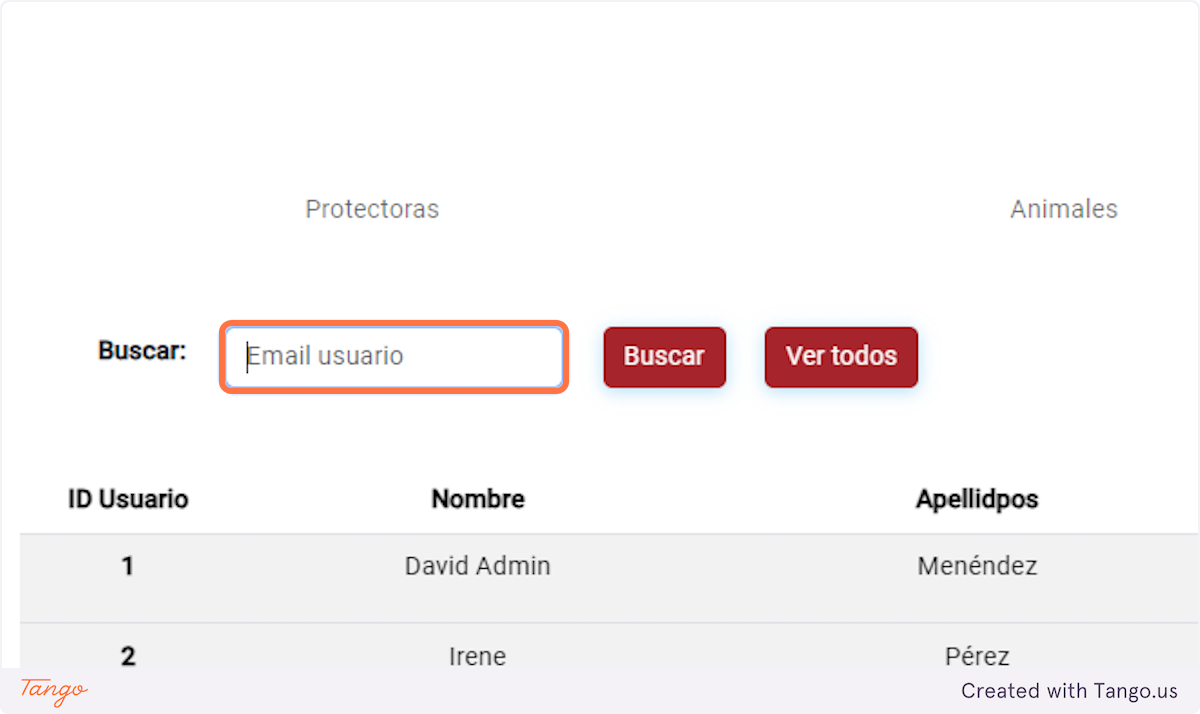 Protectoras Animales
Buscar: Email usuario Buscar Ver todos
ID Usuario Nombre Apellidpos
1 David Admin Menéndez
2 Irene Pérez
Tango Created with Tango.us